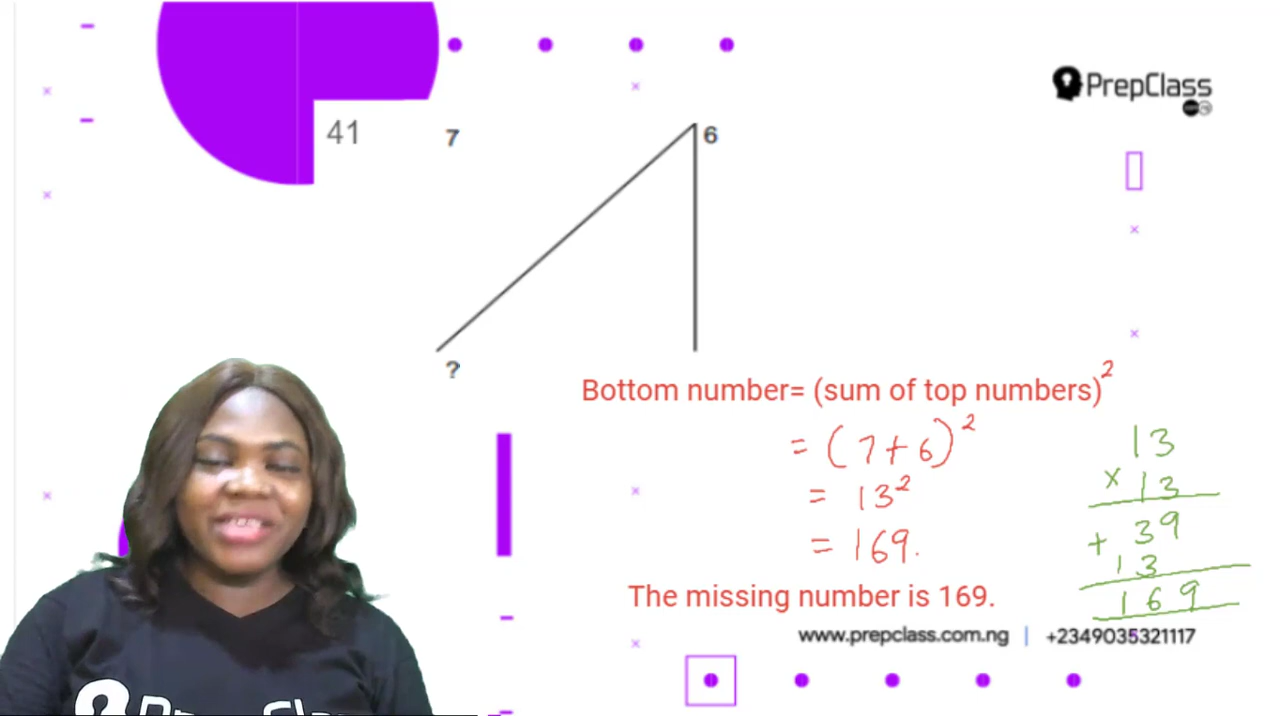 PrepClass
41
7
6
?
Bottom number= (sum of top numbers)²
= (7+6)²
= 13²
= 169.
The missing number is 169.
13
x 13
+ 39
13
169
www.prepclass.com.ng | +2349035321117